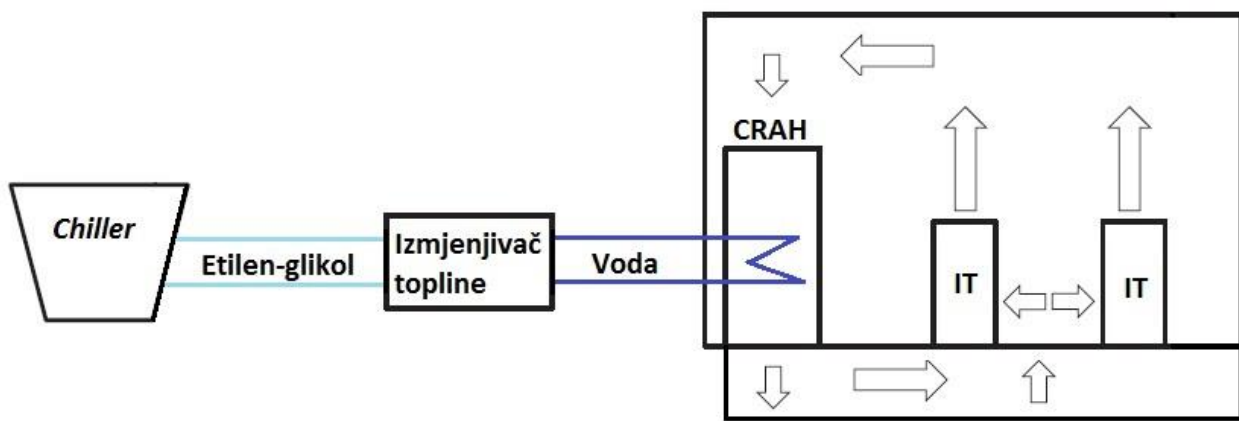 Chiller
Etilen-glikol
Izmjenjivač
topline
Voda
CRAH
IT
IT